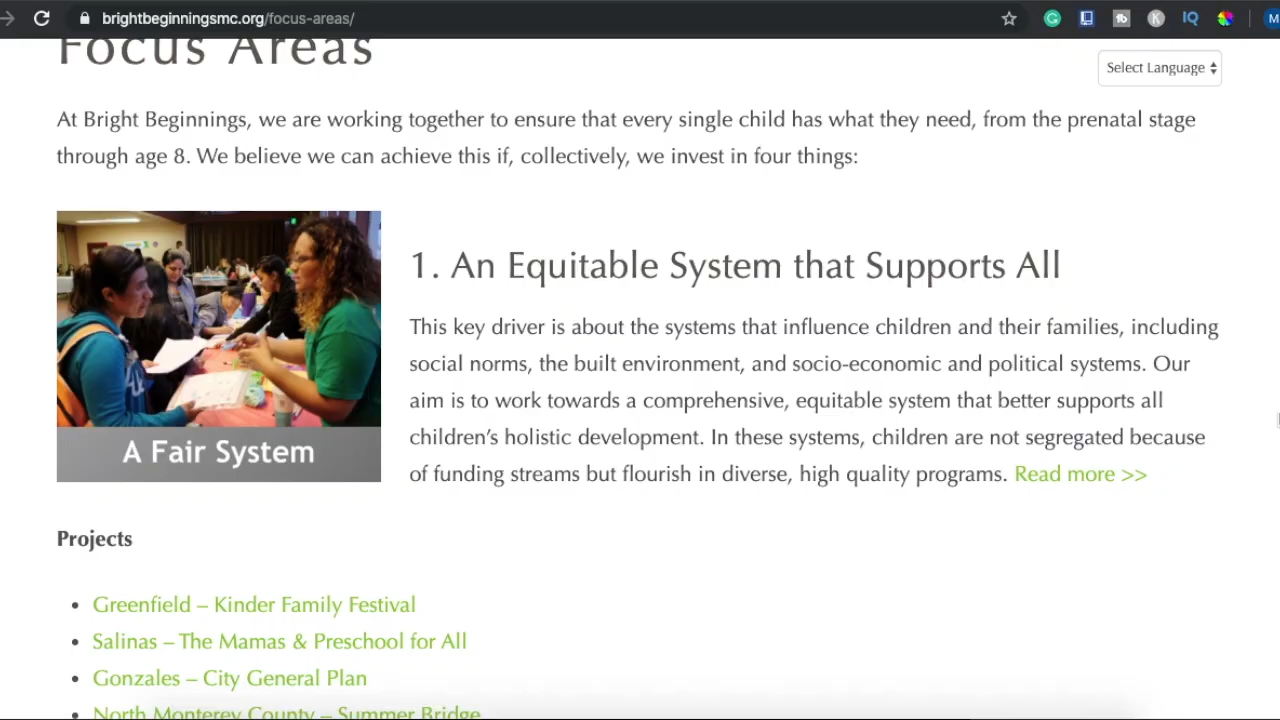 brightbeginningsmc.org/focus-areas/
Focus Areas
Select Language
At Bright Beginnings, we are working together to ensure that every single child has what they need, from the prenatal stage
through age 8. We believe we can achieve this if, collectively, we invest in four things:
A Fair System
1. An Equitable System that Supports All
This key driver is about the systems that influence children and their families, including
social norms, the built environment, and socio-economic and political systems. Our
aim is to work towards a comprehensive, equitable system that better supports all
children’s holistic development. In these systems, children are not segregated because
of funding streams but flourish in diverse, high quality programs. Read more >>
Projects
• Greenfield – Kinder Family Festival
• Salinas – The Mamas & Preschool for All
• Gonzales – City General Plan
• North Monterey County – Summer Bridge